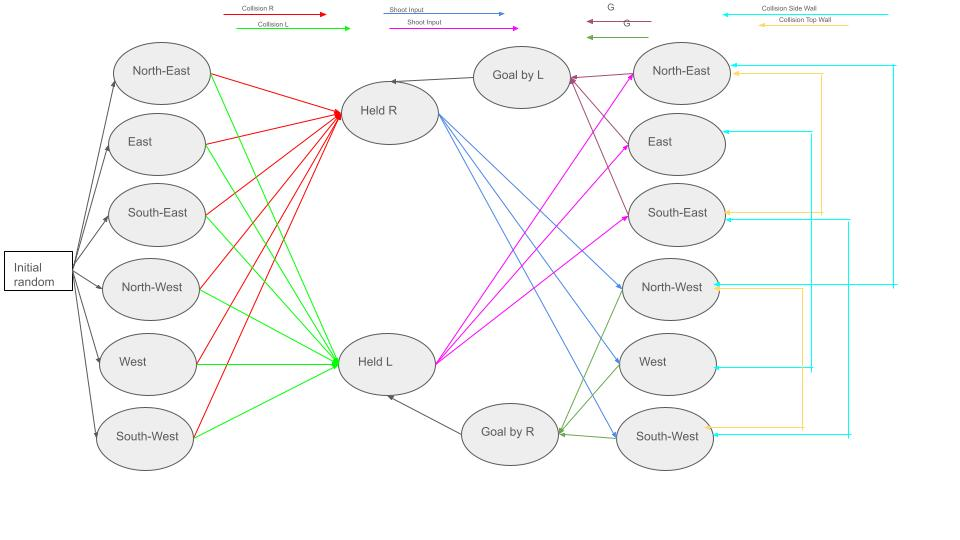 Collision R
Collision L
Shoot Input
Shoot Input
G.
G.
Collision Side Wall
Collision Top Wall
North-East
East
South-East
North-West
West
South-West
Initial
random
Held R
Held L
Goal by L
Goal by R
North-East
East
South-East
North-West
West
South-West